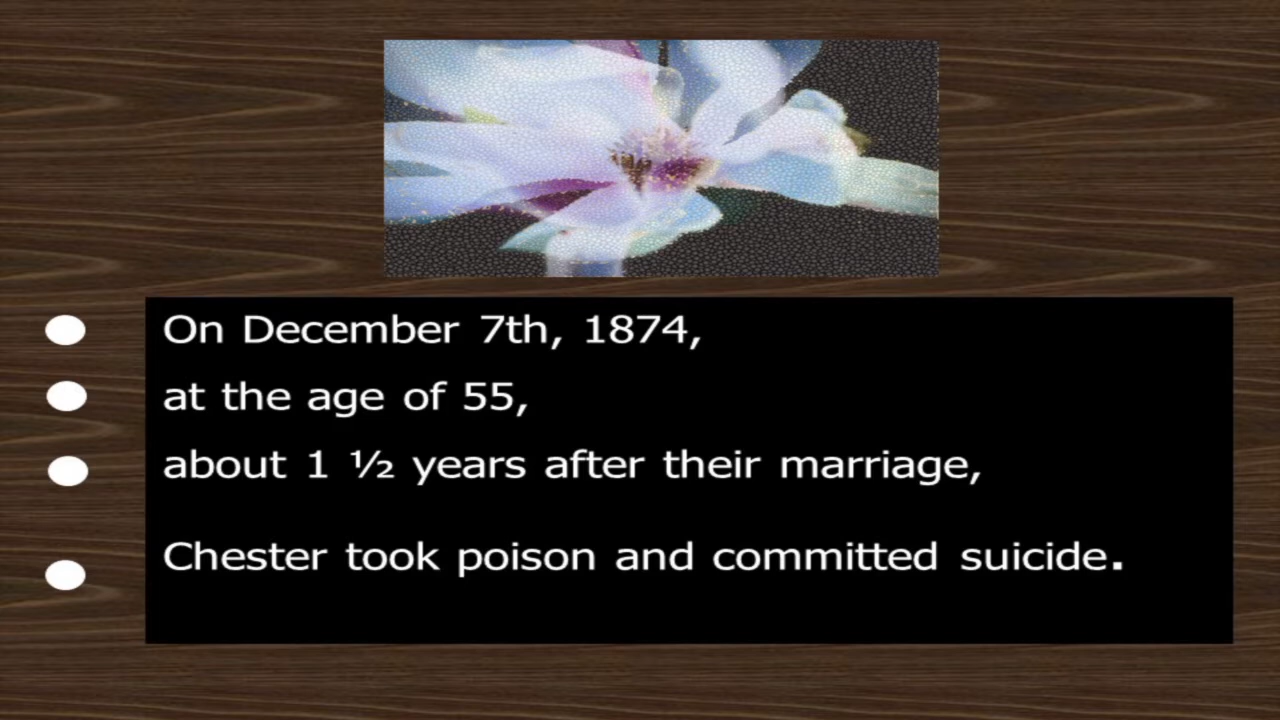 On December 7th, 1874,
at the age of 55,
about 1 ½ years after their marriage,
Chester took poison and committed suicide.